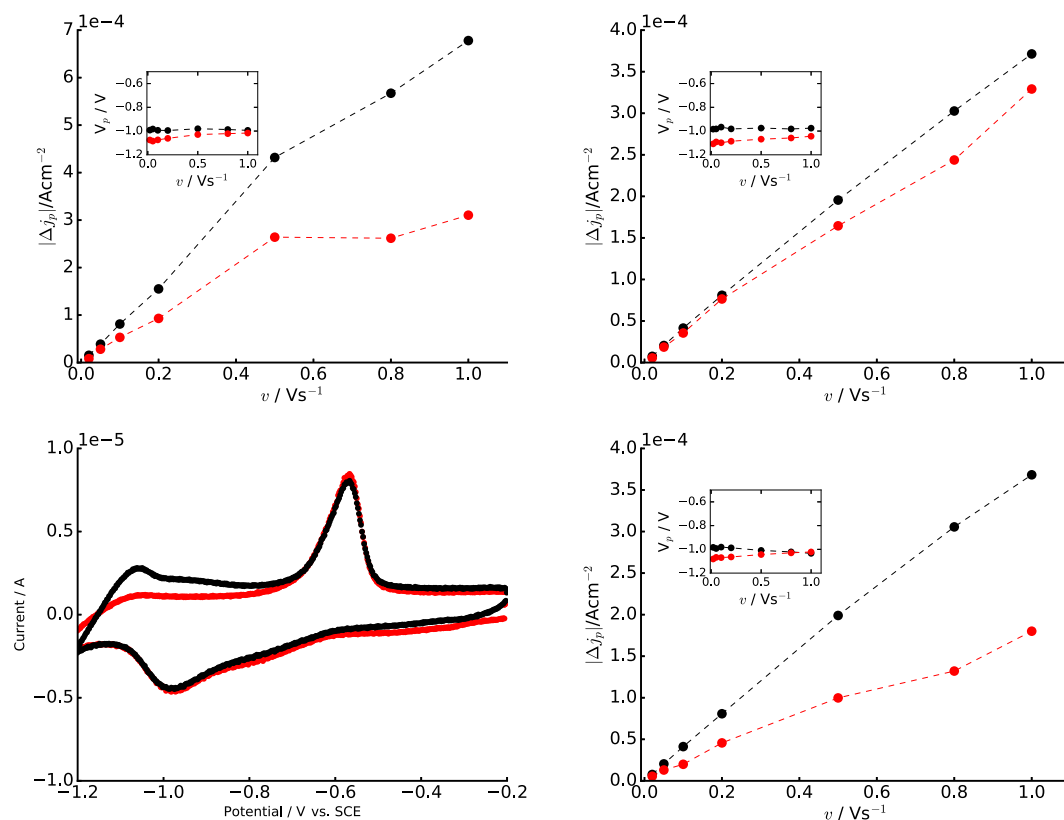 1e−4
|Δj_p|/Acm⁻²
7
6
5
4
3
2
1
0
0.0 0.2 0.4 0.6 0.8 1.0
v / Vs⁻¹
V_p / V
−0.6
−0.8
−1.0
−1.2
0.0 0.5 1.0
v / Vs⁻¹
1e−4
|Δj_p|/Acm⁻²
4.0
3.5
3.0
2.5
2.0
1.5
1.0
0.5
0.0
0.0 0.2 0.4 0.6 0.8 1.0
v / Vs⁻¹
V_p / V
−0.6
−0.8
−1.0
−1.2
0.0 0.5 1.0
v / Vs⁻¹
1e−5
Current / A
1.0
0.5
0.0
−0.5
−1.0
−1.2 −1.0 −0.8 −0.6 −0.4 −0.2
Potential / V vs. SCE
1e−4
|Δj_p|/Acm⁻²
4.0
3.5
3.0
2.5
2.0
1.5
1.0
0.5
0.0
0.0 0.2 0.4 0.6 0.8 1.0
v / Vs⁻¹
V_p / V
−0.6
−0.8
−1.0
−1.2
0.0 0.5 1.0
v / Vs⁻¹